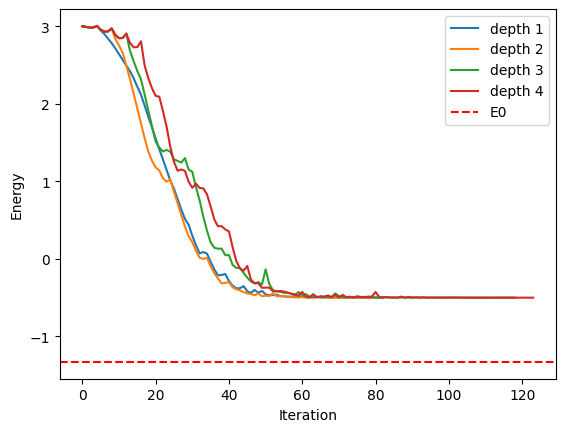 3
2
1
0
−1
Energy
0
20
40
60
80
100
120
Iteration
depth 1
depth 2
depth 3
depth 4
E0